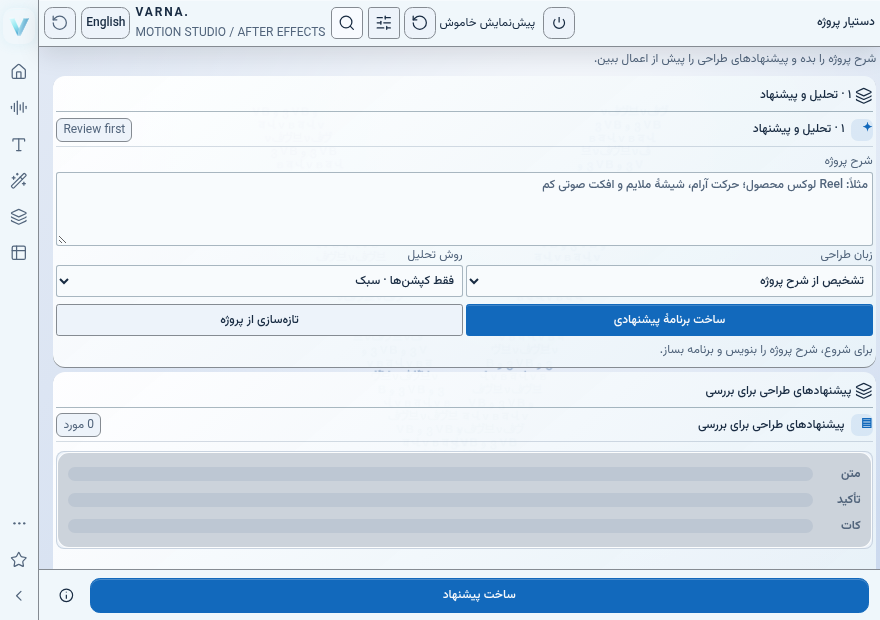 دستیار پروژه
پیش‌نمایش خاموش
VARNA.
MOTION STUDIO / AFTER EFFECTS
English
شرح پروژه را بده و پیشنهادهای طراحی را پیش از اعمال ببین.
۰۱ · تحلیل و پیشنهاد
۰۱ · تحلیل و پیشنهاد
Review first
شرح پروژه
مثلاً: Reel لوکس محصول؛ حرکت آرام، شیشهٔ ملایم و افکت صوتی کم
زبان طراحی
روش تحلیل
تشخیص از شرح پروژه
فقط کپشن‌ها · سبک
ساخت برنامهٔ پیشنهادی
تازه‌سازی از پروژه
برای شروع، شرح پروژه را بنویس و برنامه بساز.
پیشنهادهای طراحی برای بررسی
پیشنهادهای طراحی برای بررسی
0 مورد
متن
تأکید
کات
ساخت پیشنهاد